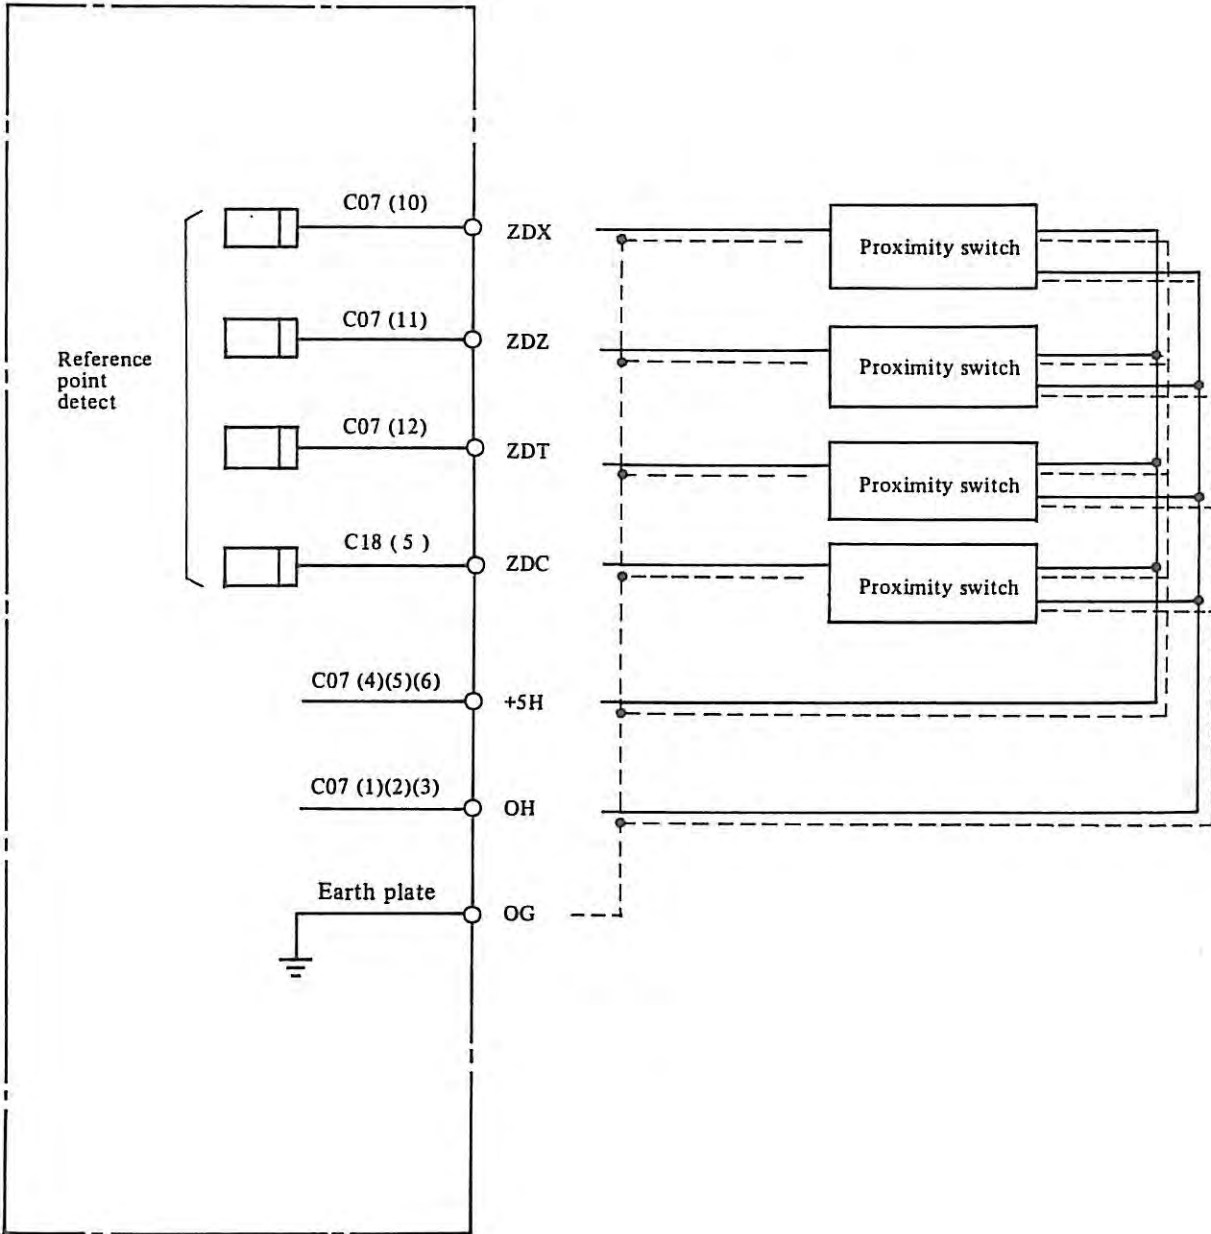 C07 (10)
ZDX
Proximity switch
C07 (11)
ZDZ
Proximity switch
Reference
point
detect
C07 (12)
ZDT
Proximity switch
C18 ( 5 )
ZDC
Proximity switch
C07 (4)(5)(6)
+5H
C07 (1)(2)(3)
OH
Earth plate
OG